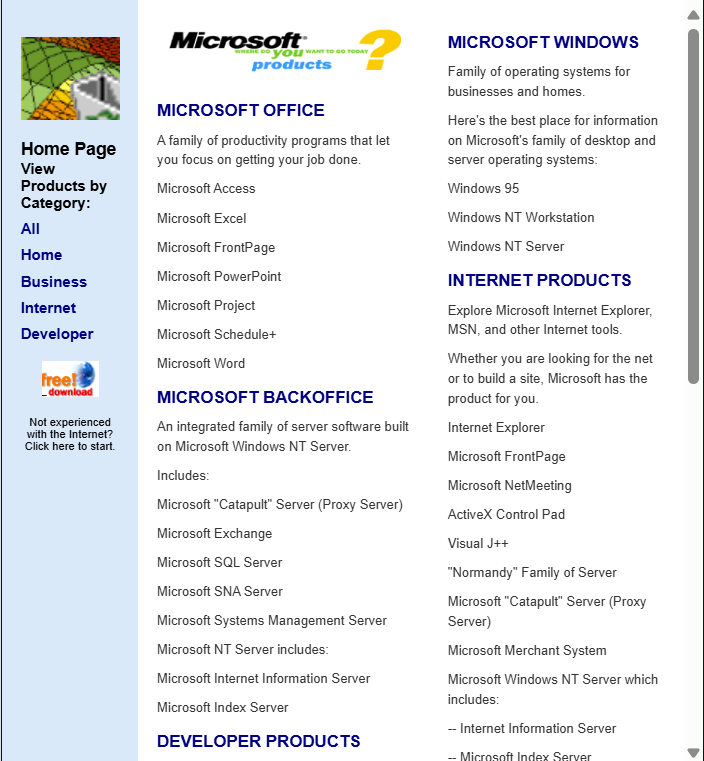 Home Page
View
Products by
Category:
All
Home
Business
Internet
Developer
free!
download
Not experienced
with the Internet?
Click here to start.
Microsoft®
WHERE DO you WANT TO GO TODAY ?
products
MICROSOFT OFFICE
A family of productivity programs that let
you focus on getting your job done.
Microsoft Access
Microsoft Excel
Microsoft FrontPage
Microsoft PowerPoint
Microsoft Project
Microsoft Schedule+
Microsoft Word
MICROSOFT BACKOFFICE
An integrated family of server software built
on Microsoft Windows NT Server.
Includes:
Microsoft "Catapult" Server (Proxy Server)
Microsoft Exchange
Microsoft SQL Server
Microsoft SNA Server
Microsoft Systems Management Server
Microsoft NT Server includes:
Microsoft Internet Information Server
Microsoft Index Server
DEVELOPER PRODUCTS
MICROSOFT WINDOWS
Family of operating systems for
businesses and homes.
Here's the best place for information
on Microsoft's family of desktop and
server operating systems:
Windows 95
Windows NT Workstation
Windows NT Server
INTERNET PRODUCTS
Explore Microsoft Internet Explorer,
MSN, and other Internet tools.
Whether you are looking for the net
or to build a site, Microsoft has the
product for you.
Internet Explorer
Microsoft FrontPage
Microsoft NetMeeting
ActiveX Control Pad
Visual J++
"Normandy" Family of Server
Microsoft "Catapult" Server (Proxy
Server)
Microsoft Merchant System
Microsoft Windows NT Server which
includes:
-- Internet Information Server
-- Microsoft Index Server